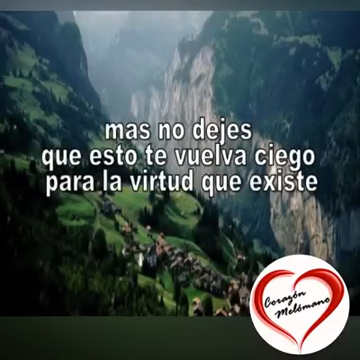 mas no dejes
que esto te vuelva ciego
para la virtud que existe
Corazón
Melómano